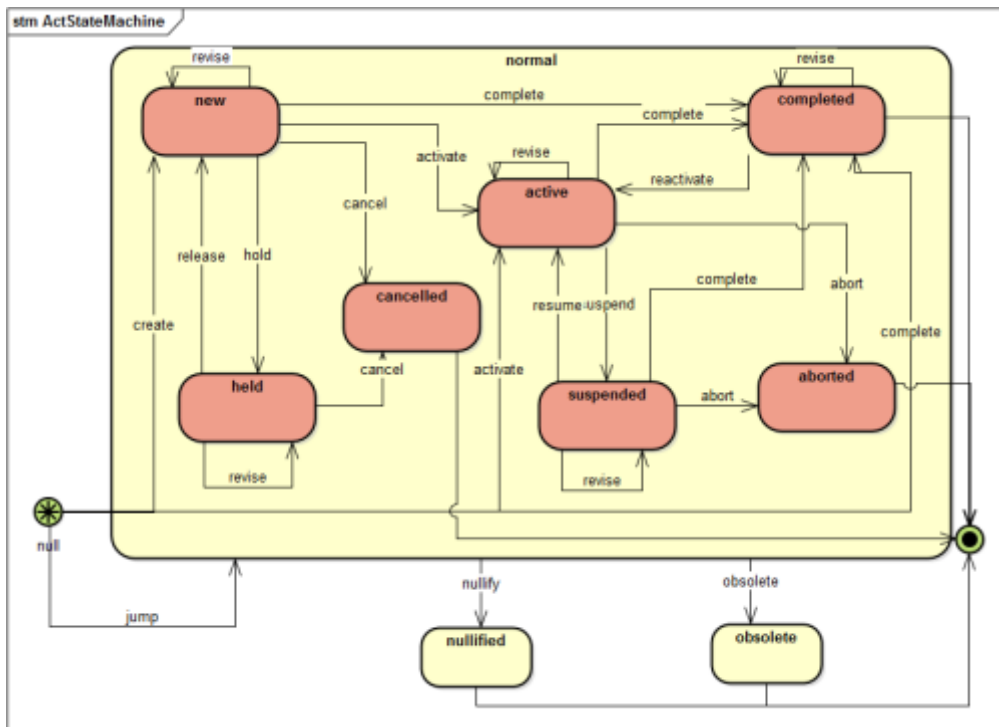 stm ActStateMachine
normal
revise
revise
new
completed
complete
complete
activate
revise
reactivate
active
cancel
release
hold
cancelled
resume
suspend
complete
abort
create
complete
cancel
activate
held
suspended
abort
aborted
revise
revise
null
jump
nullify
obsolete
nullified
obsolete